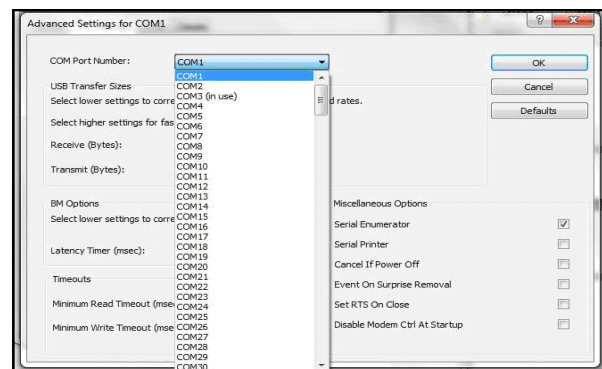 Advanced Settings for COM1
COM Port Number:
COM1
OK
Cancel
Defaults
USB Transfer Sizes
Select lower settings to corre
d rates.
Select higher settings for fas
Receive (Bytes):
Transmit (Bytes):
BM Options
Select lower settings to corre
Latency Timer (msec):
Timeouts
Minimum Read Timeout (mse
Minimum Write Timeout (mse
COM1
COM2
COM3 (in use)
COM4
COM5
COM6
COM7
COM8
COM9
COM10
COM11
COM12
COM13
COM14
COM15
COM16
COM17
COM18
COM19
COM20
COM21
COM22
COM23
COM24
COM25
COM26
COM27
COM28
COM29
COM30
Miscellaneous Options
Serial Enumerator
Serial Printer
Cancel If Power Off
Event On Surprise Removal
Set RTS On Close
Disable Modem Ctrl At Startup